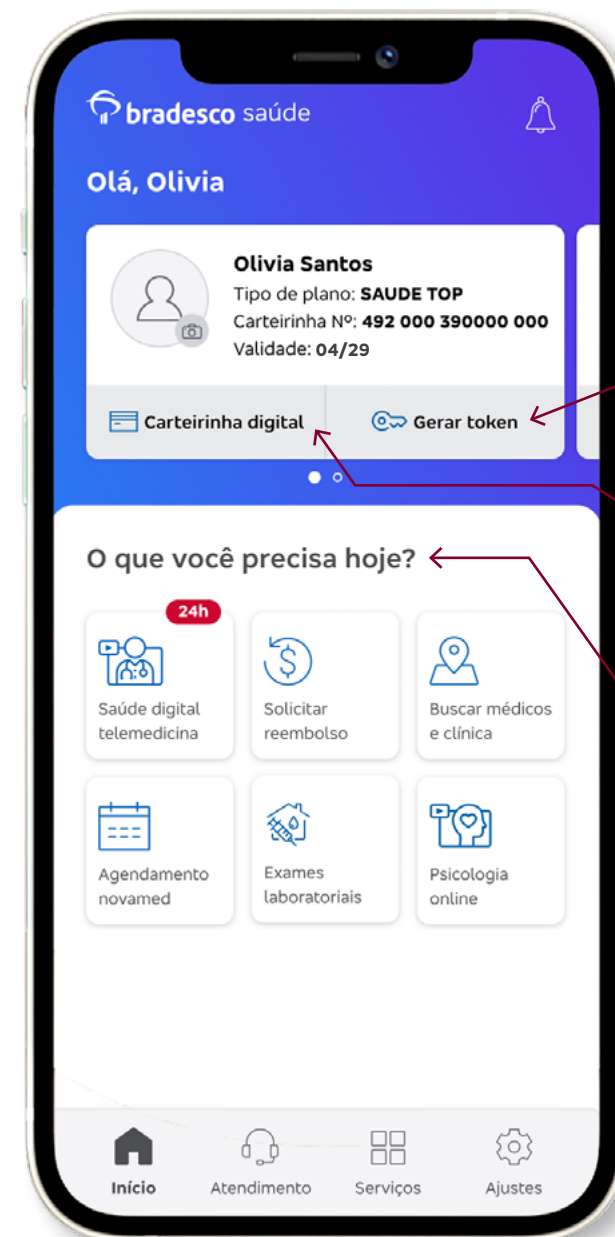 bradesco saúde
Olá, Olivia
Olivia Santos
Tipo de plano: SAUDE TOP
Carteirinha Nº: 492 000 390000 000
Validade: 04/29
Carteirinha digital
Gerar token
O que você precisa hoje?
24h
Saúde digital
telemedicina
Solicitar
reembolso
Buscar médicos
e clínica
Agendamento
novamed
Exames
laboratoriais
Psicologia
online
Início
Atendimento
Serviços
Ajustes